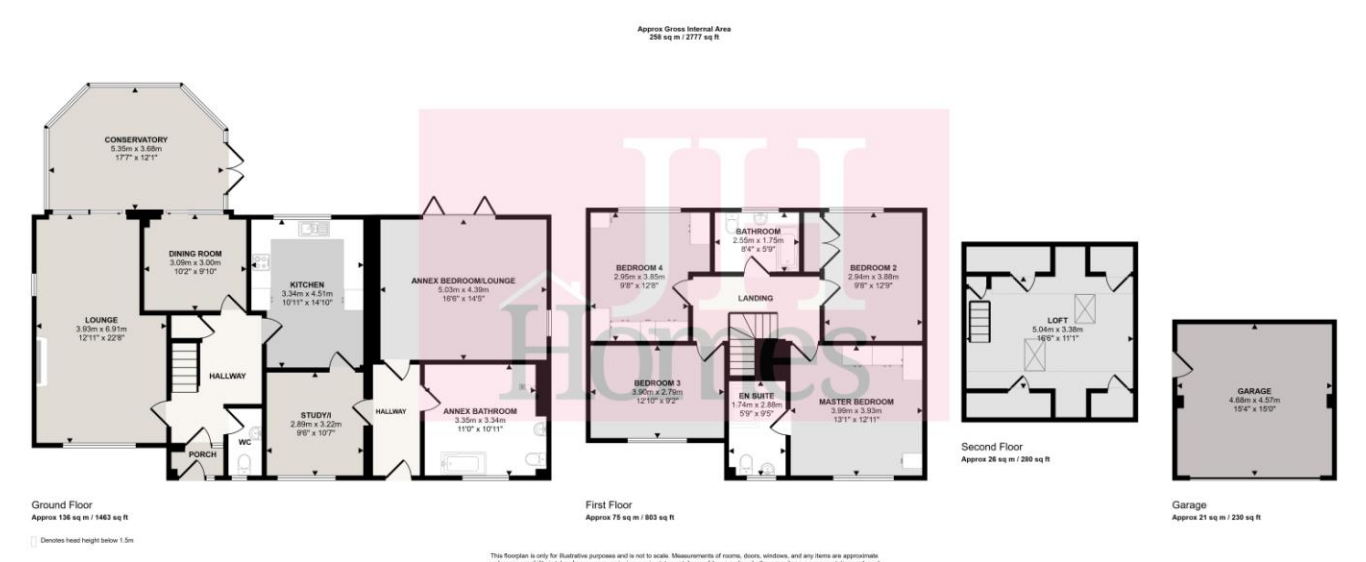 Approx Gross Internal Area
258 sq m / 2777 sq ft
CONSERVATORY
5.35m x 3.68m
17'7" x 12'1"
DINING ROOM
3.09m x 3.00m
10'2" x 9'10"
KITCHEN
3.34m x 4.51m
10'11" x 14'10"
ANNEX BEDROOM/LOUNGE
5.03m x 4.39m
16'6" x 14'5"
LOUNGE
3.93m x 6.91m
12'11" x 22'8"
HALLWAY
STUDY/I
2.89m x 3.22m
9'6" x 10'7"
HALLWAY
ANNEX BATHROOM
3.35m x 3.34m
11'0" x 10'11"
WC
PORCH
Ground Floor
Approx 136 sq m / 1463 sq ft
Denotes head height below 1.5m
JH
Homes
BATHROOM
2.55m x 1.75m
8'4" x 5'9"
BEDROOM 4
2.95m x 3.85m
9'8" x 12'8"
BEDROOM 2
2.94m x 3.88m
9'8" x 12'9"
LANDING
BEDROOM 3
3.90m x 2.79m
12'10" x 9'2"
EN SUITE
1.74m x 2.88m
5'9" x 9'5"
MASTER BEDROOM
3.99m x 3.93m
13'1" x 12'11"
First Floor
Approx 75 sq m / 803 sq ft
LOFT
5.04m x 3.38m
16'6" x 11'1"
Second Floor
Approx 26 sq m / 280 sq ft
GARAGE
4.68m x 4.57m
15'4" x 15'0"
Garage
Approx 21 sq m / 230 sq ft
This floorplan is only for illustrative purposes and is not to scale. Measurements of rooms, doors, windows, and any items are approximate